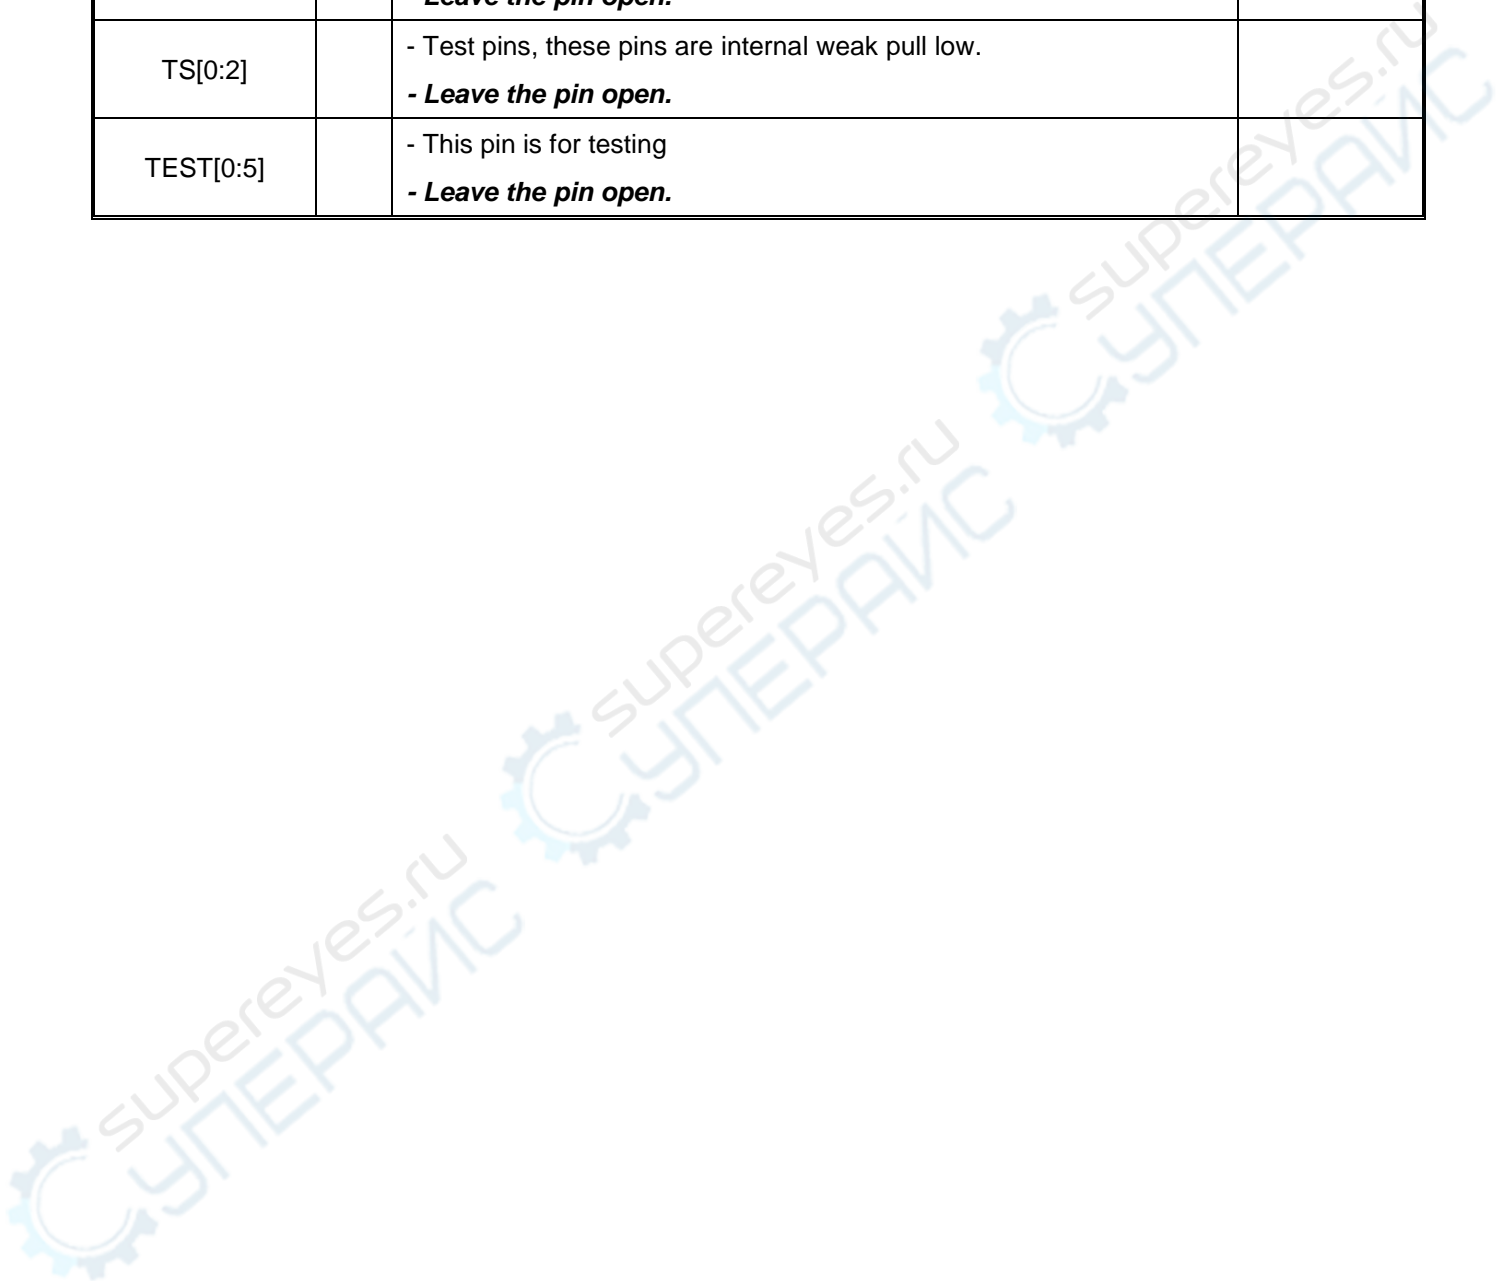 - Leave the pin open.
TS[0:2]
- Test pins, these pins are internal weak pull low.
- Leave the pin open.
TEST[0:5]
- This pin is for testing
- Leave the pin open.
supereyes.ru
СУПЕРАЙС
supereyes.ru
СУПЕРАЙС
supereyes.ru
СУПЕРАЙС